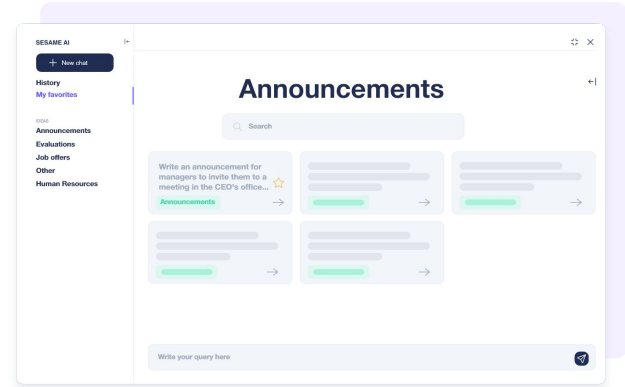 SESAME AI
New chat
History
My favorites
IDEAS
Announcements
Evaluations
Job offers
Other
Human Resources
Announcements
Search
Write an announcement for
managers to invite them to a
meeting in the CEO's office...
Announcements
Write your query here